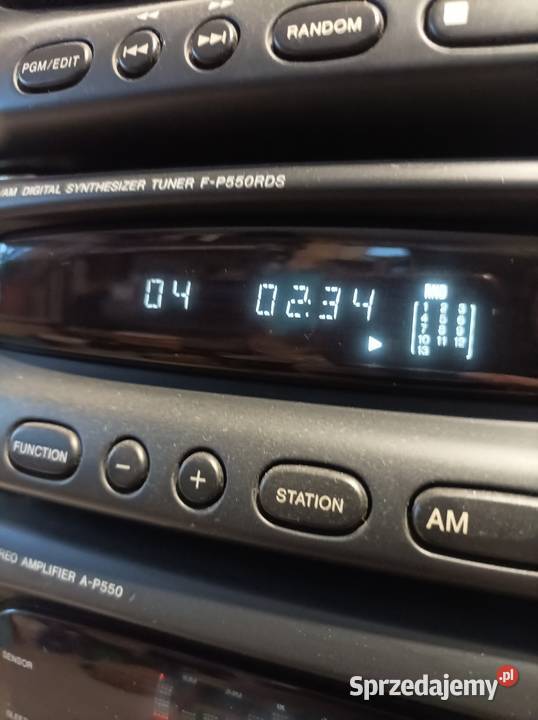 PGM/EDIT
RANDOM
/AM DIGITAL SYNTHESIZER TUNER F-P550RDS
04 02:34
RND
1 2 3
4 5 6
7 8 9
10 11 12
13
FUNCTION
−
+
STATION
AM
REO AMPLIFIER A-P550
SENSOR
Sprzedajemy.pl